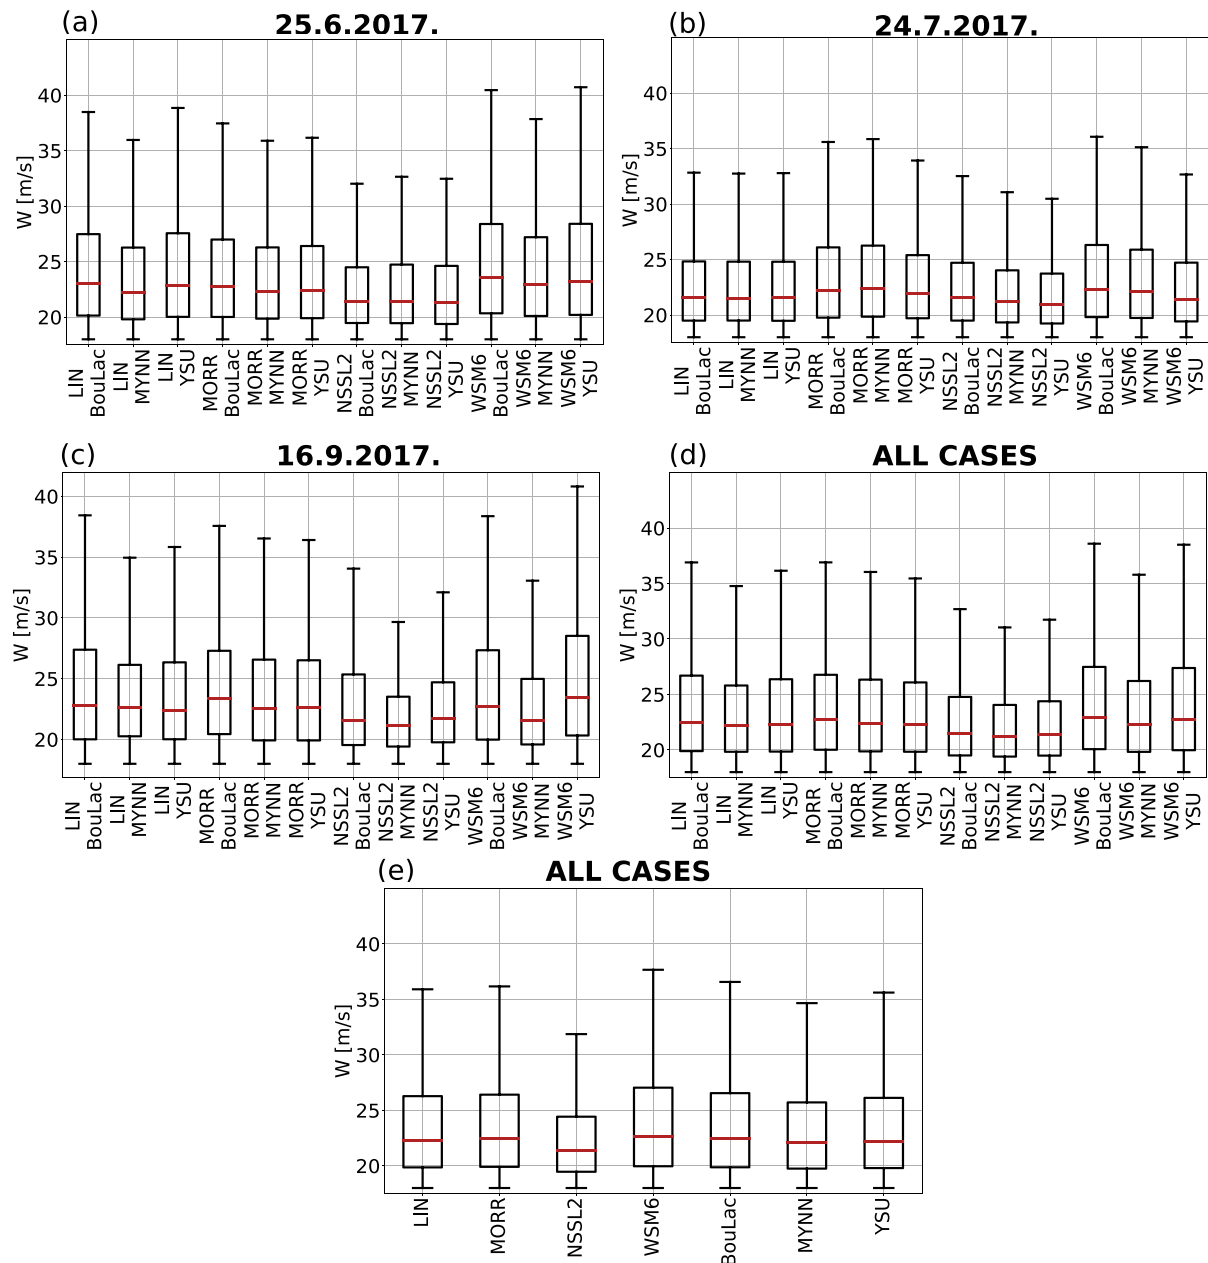 (a) 25.6.2017.
(b) 24.7.2017.
W [m/s]
40
35
30
25
20
LIN BouLac
LIN MYNN
LIN YSU
MORR BouLac
MORR MYNN
MORR YSU
NSSL2 BouLac
NSSL2 MYNN
NSSL2 YSU
WSM6 BouLac
WSM6 MYNN
WSM6 YSU
W [m/s]
40
35
30
25
20
LIN BouLac
LIN MYNN
LIN YSU
MORR BouLac
MORR MYNN
MORR YSU
NSSL2 BouLac
NSSL2 MYNN
NSSL2 YSU
WSM6 BouLac
WSM6 MYNN
WSM6 YSU
(c) 16.9.2017.
(d) ALL CASES
W [m/s]
40
35
30
25
20
LIN BouLac
LIN MYNN
LIN YSU
MORR BouLac
MORR MYNN
MORR YSU
NSSL2 BouLac
NSSL2 MYNN
NSSL2 YSU
WSM6 BouLac
WSM6 MYNN
WSM6 YSU
W [m/s]
40
35
30
25
20
LIN BouLac
LIN MYNN
LIN YSU
MORR BouLac
MORR MYNN
MORR YSU
NSSL2 BouLac
NSSL2 MYNN
NSSL2 YSU
WSM6 BouLac
WSM6 MYNN
WSM6 YSU
(e) ALL CASES
W [m/s]
40
35
30
25
20
LIN
MORR
NSSL2
WSM6
BouLac
MYNN
YSU